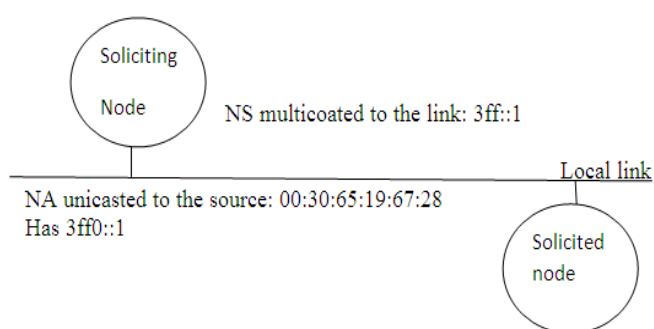 Soliciting
Node
NS multicoated to the link: 3ff::1
Local link
NA unicasted to the source: 00:30:65:19:67:28
Has 3ff0::1
Solicited
node